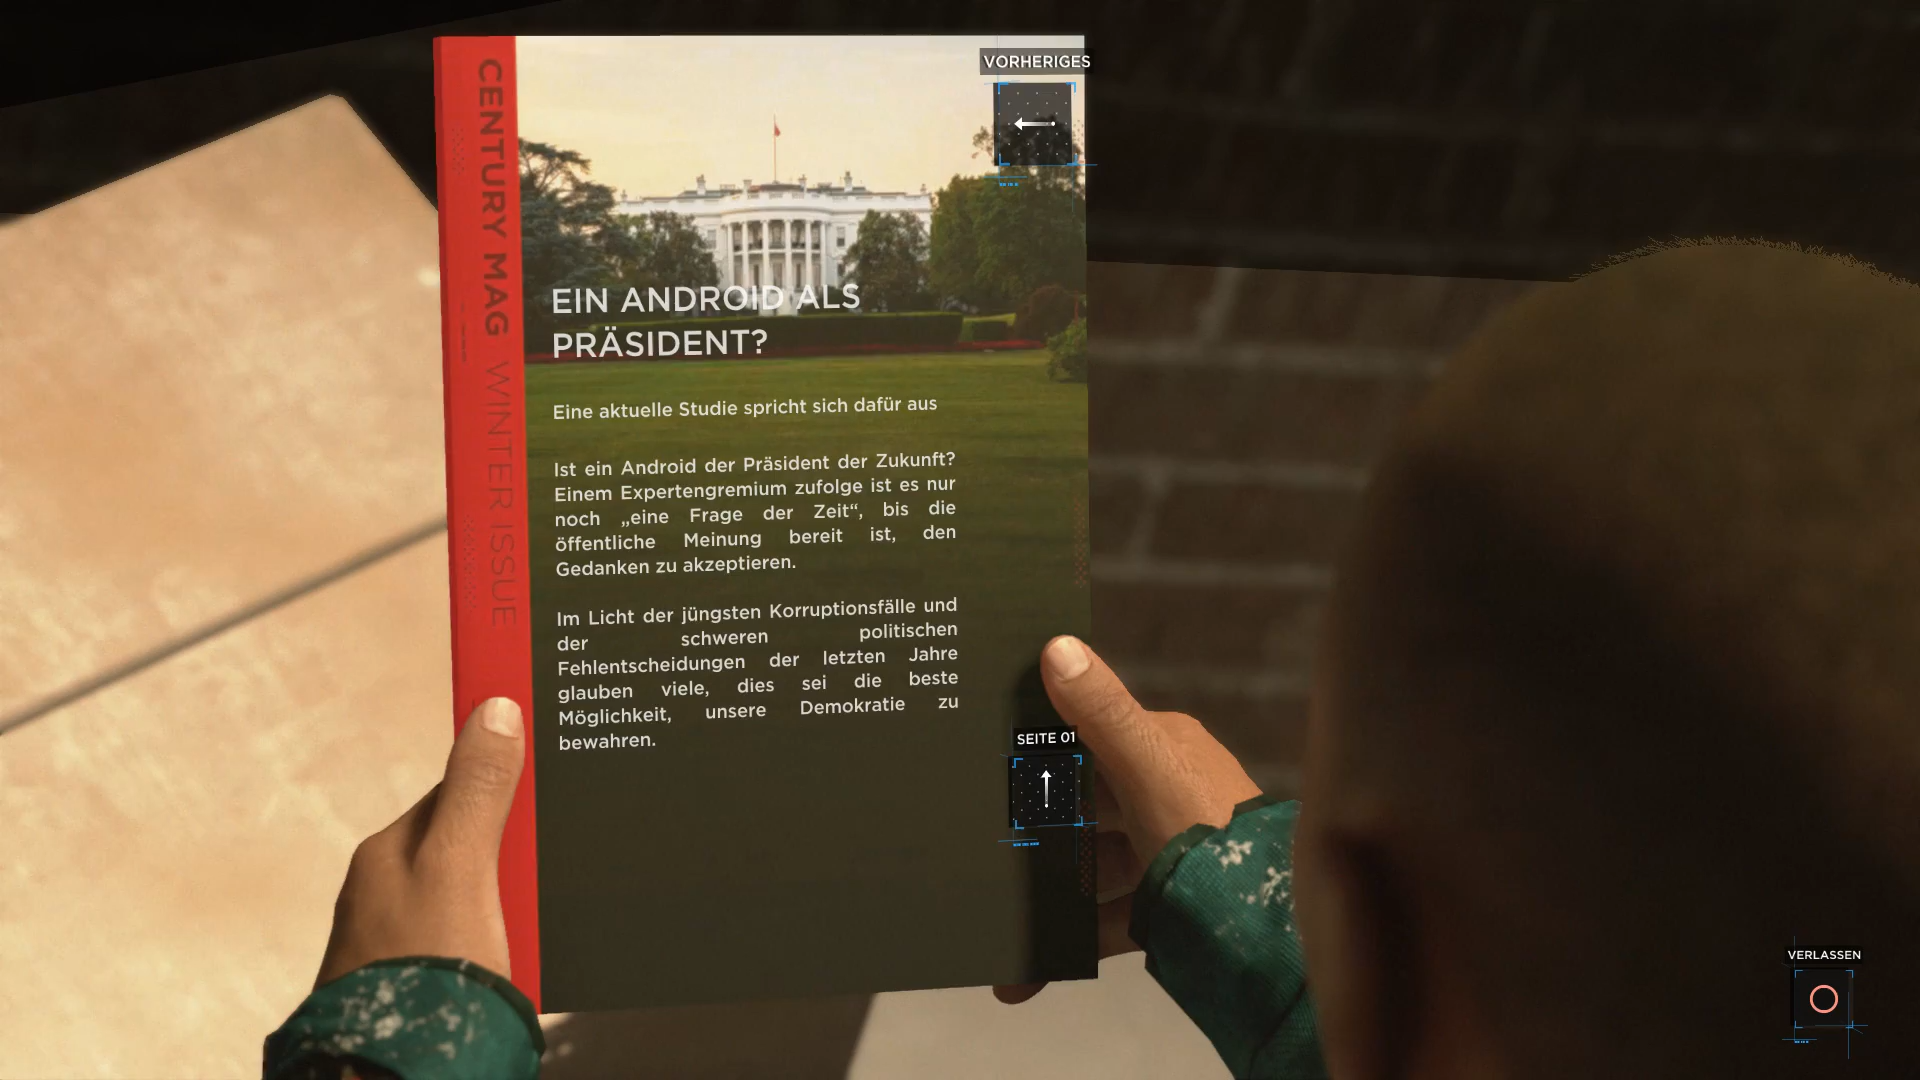 CENTURY MAG WINTER ISSUE
VORHERIGES
EIN ANDROID ALS
PRÄSIDENT?
Eine aktuelle Studie spricht sich dafür aus
Ist ein Android der Präsident der Zukunft?
Einem Expertengremium zufolge ist es nur
noch „eine Frage der Zeit“, bis die
öffentliche Meinung bereit ist, den
Gedanken zu akzeptieren.
Im Licht der jüngsten Korruptionsfälle und
der schweren politischen
Fehlentscheidungen der letzten Jahre
glauben viele, dies sei die beste
Möglichkeit, unsere Demokratie zu
bewahren.
SEITE 01
VERLASSEN